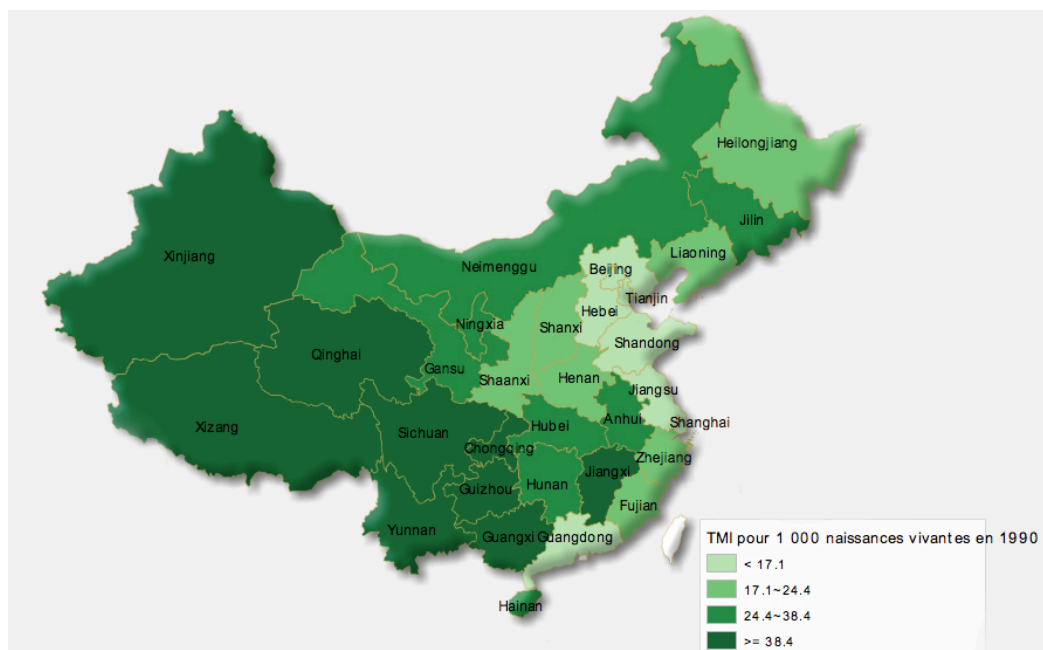 Heilongjiang
Jilin
Liaoning
Xinjiang
Neimenggu
Beijing
Tianjin
Hebei
Ningxia
Shanxi
Shandong
Qinghai
Gansu
Shaanxi
Henan
Jiangsu
Xizang
Sichuan
Hubei
Anhui
Shanghai
Chongqing
Zhejiang
Jiangxi
Guizhou
Hunan
Fujian
Yunnan
Guangxi
Guangdong
Hainan
TMI pour 1 000 naissances vivantes en 1990
< 17.1
17.1~24.4
24.4~38.4
>= 38.4